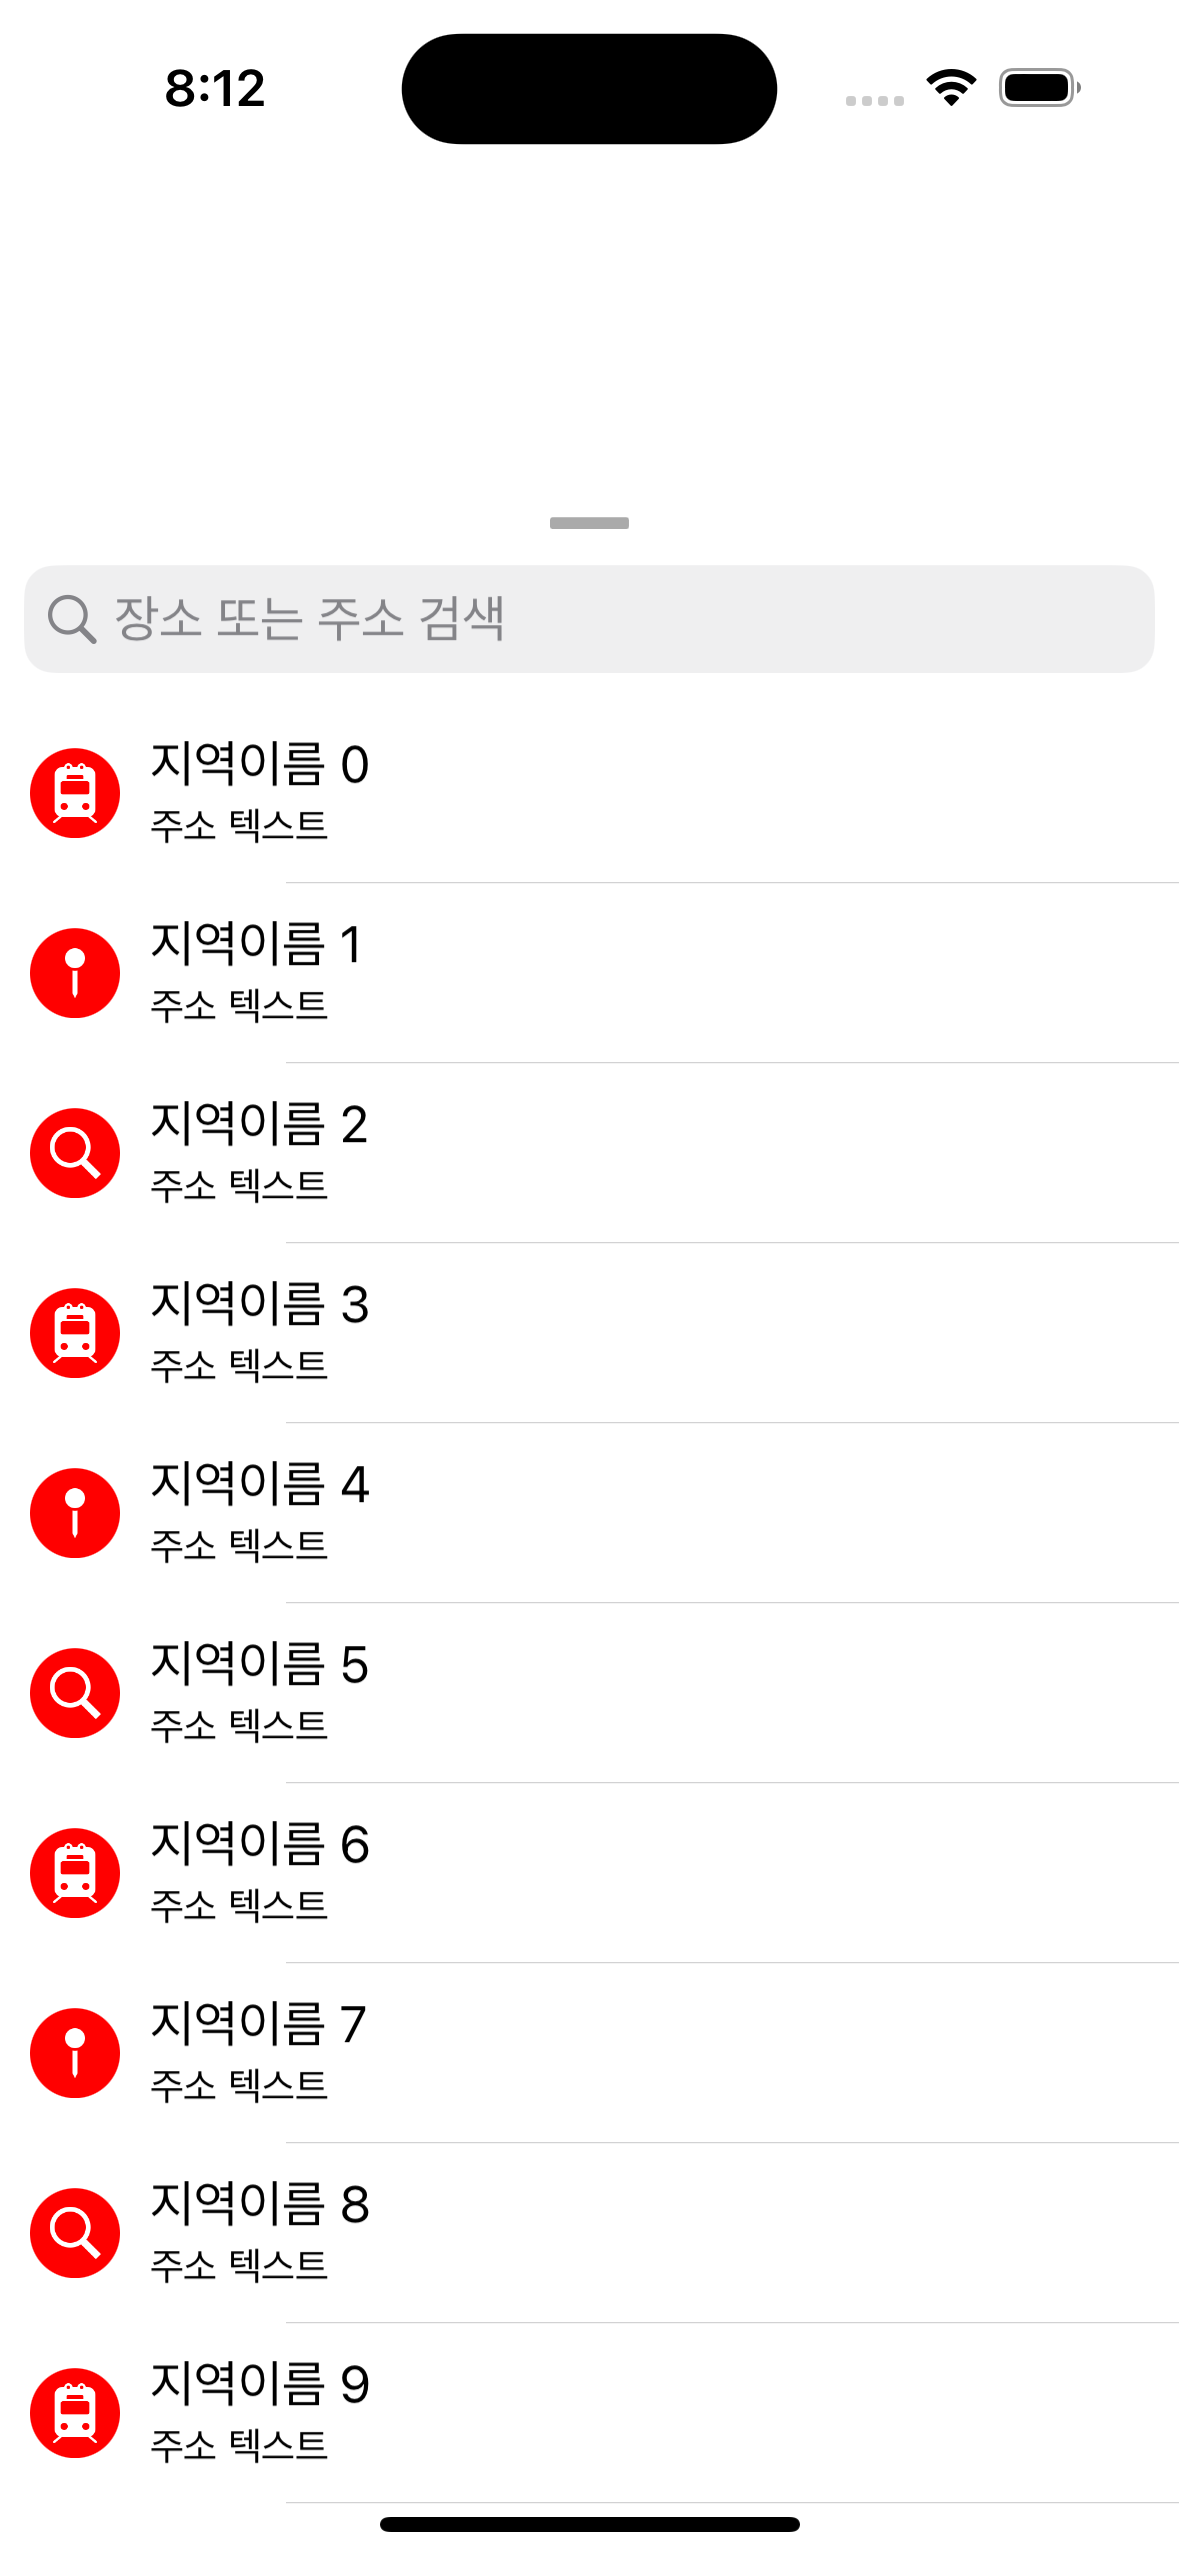 8:12
장소 또는 주소 검색
지역이름 0
주소 텍스트
지역이름 1
주소 텍스트
지역이름 2
주소 텍스트
지역이름 3
주소 텍스트
지역이름 4
주소 텍스트
지역이름 5
주소 텍스트
지역이름 6
주소 텍스트
지역이름 7
주소 텍스트
지역이름 8
주소 텍스트
지역이름 9
주소 텍스트